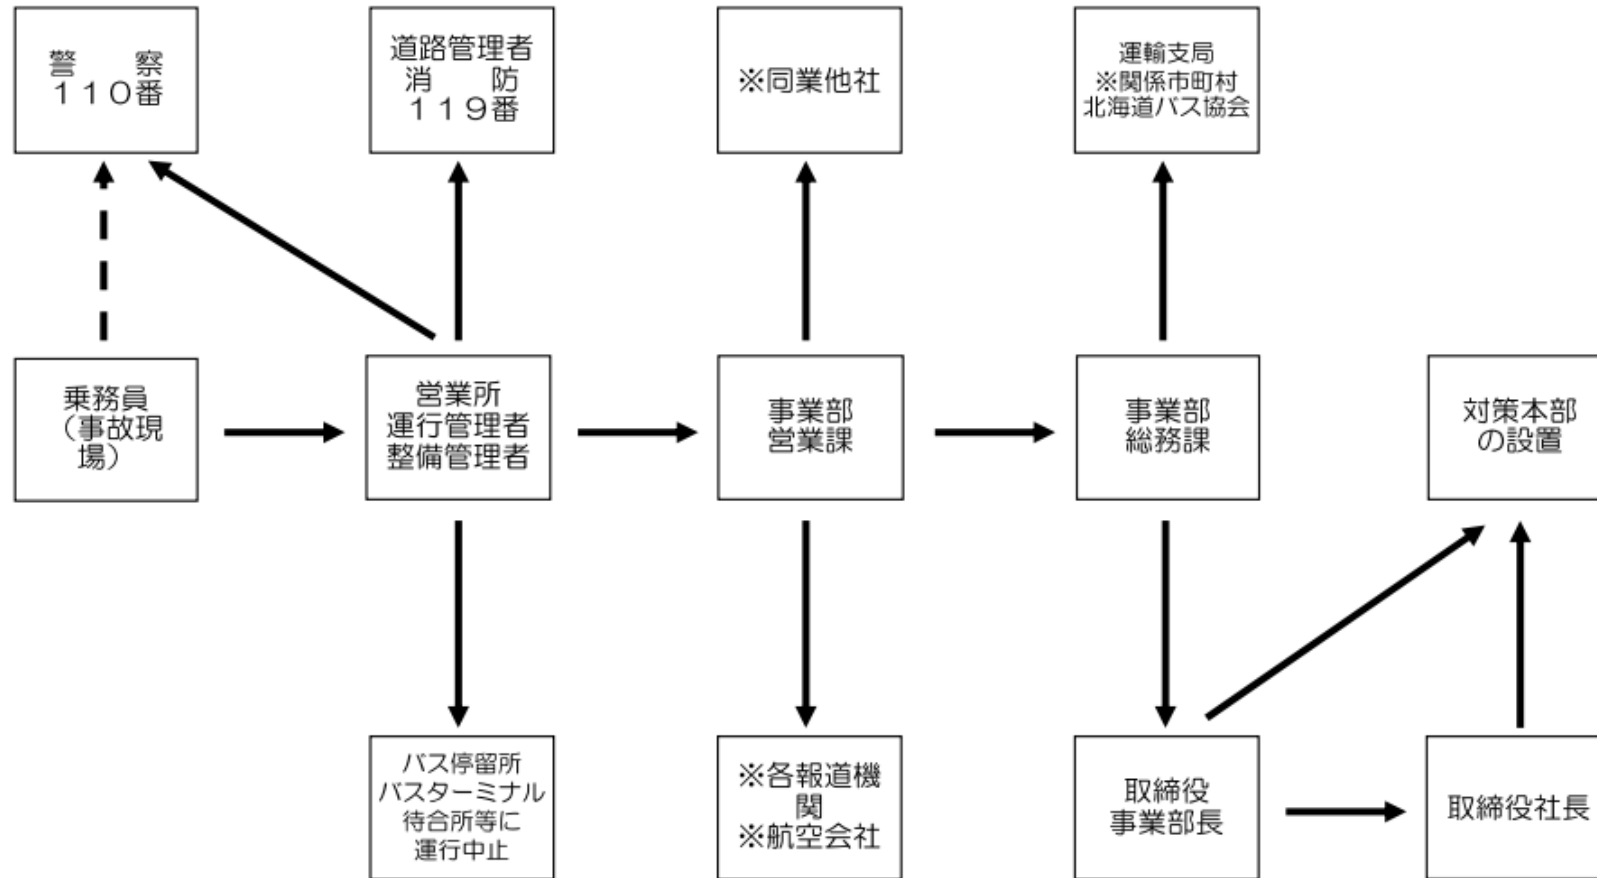 警　　察
１１０番
道路管理者
消　　防
１１９番
※同業他社
運輸支局
※関係市町村
北海道バス協会
乗務員
（事故現
場）
営業所
運行管理者
整備管理者
事業部
営業課
事業部
総務課
対策本部
の設置
バス停留所
バスターミナル
待合所等に
運行中止
※各報道機
関
※航空会社
取締役
事業部長
取締役社長